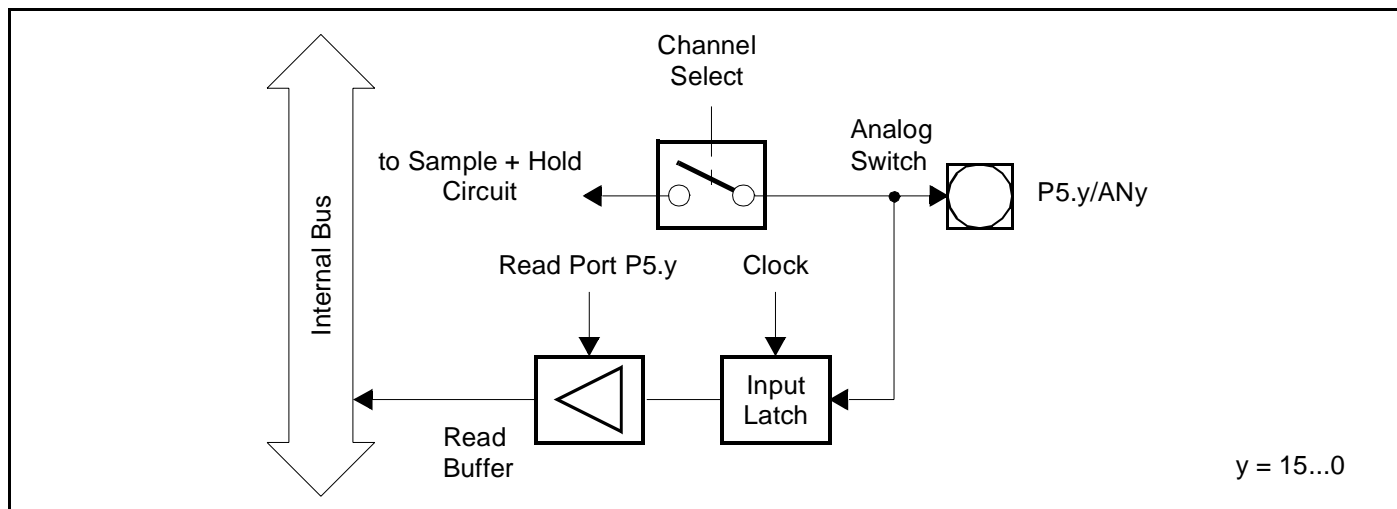 Channel
Select
Analog
Switch
to Sample + Hold
Circuit
P5.y/ANy
Internal Bus
Read Port P5.y
Clock
Input
Latch
Read
Buffer
y = 15...0